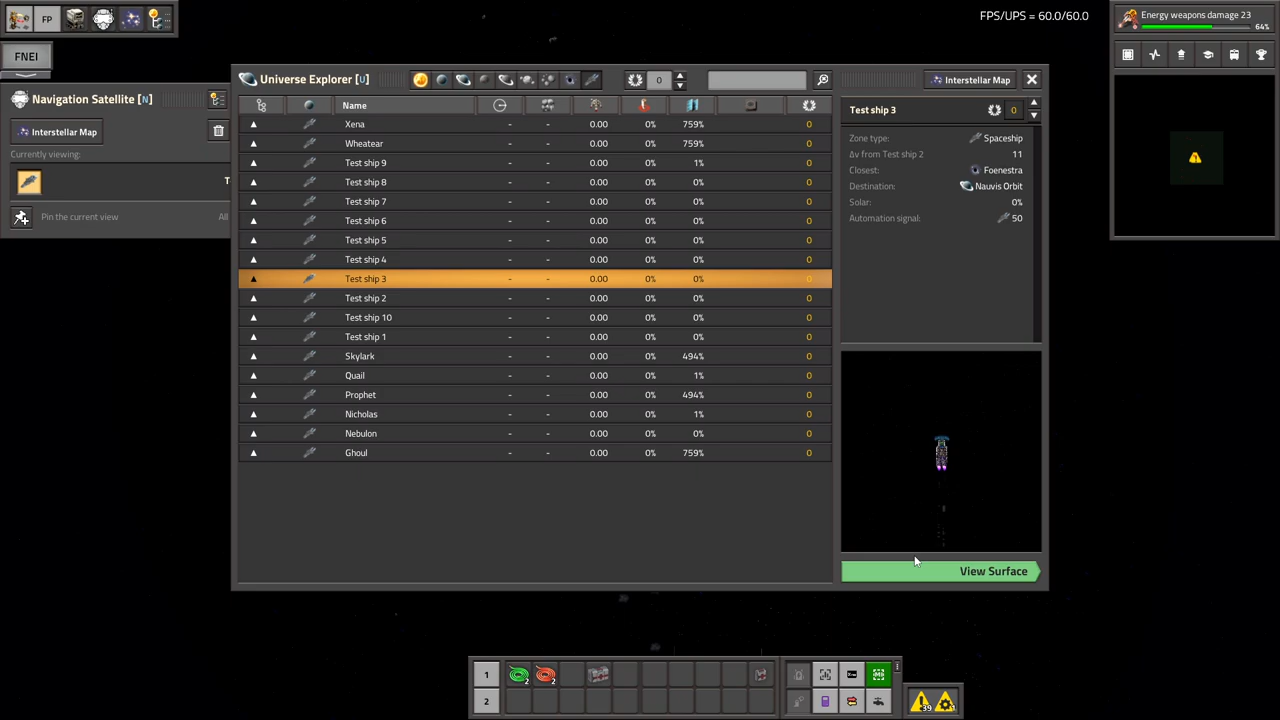 FP
FPS/UPS = 60.0/60.0
Energy weapons damage 23
64%
FNEI
Navigation Satellite [N]
Interstellar Map
Currently viewing:
T
Pin the current view
All
Universe Explorer [U]
0
Interstellar Map
Name
Xena - - 0.00 0% 759% 0
Wheatear - - 0.00 0% 759% 0
Test ship 9 - - 0.00 0% 1% 0
Test ship 8 - - 0.00 0% 0% 0
Test ship 7 - - 0.00 0% 0% 0
Test ship 6 - - 0.00 0% 0% 0
Test ship 5 - - 0.00 0% 0% 0
Test ship 4 - - 0.00 0% 0% 0
Test ship 3 - - 0.00 0% 0% 0
Test ship 2 - - 0.00 0% 0% 0
Test ship 10 - - 0.00 0% 0% 0
Test ship 1 - - 0.00 0% 0% 0
Skylark - - 0.00 0% 494% 0
Quail - - 0.00 0% 1% 0
Prophet - - 0.00 0% 494% 0
Nicholas - - 0.00 0% 1% 0
Nebulon - - 0.00 0% 0% 0
Ghoul - - 0.00 0% 759% 0
Test ship 3 0
Zone type: Spaceship
Δv from Test ship 2 11
Closest: Foenestra
Destination: Nauvis Orbit
Solar: 0%
Automation signal: 50
View Surface
1
2
2
2
39